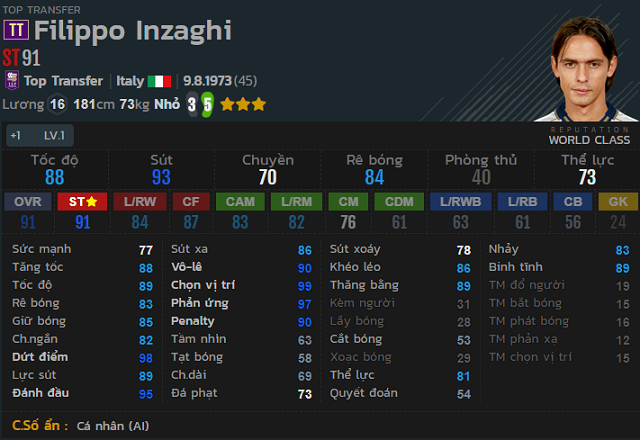 TOP TRANSFER
TT Filippo Inzaghi
ST 91
Top Transfer Italy 9.8.1973(45)
Lương 16 181cm 73kg Nhỏ 3 5
REPUTATION
WORLD CLASS
+1 LV.1
Tốc độ Sút Chuyền Rê bóng Phòng thủ Thể lực
88 93 70 84 40 73
OVR ST L/RW CF CAM L/RM CM CDM L/RWB L/RB CB GK
91 91 84 87 83 82 76 61 63 61 56 24
Sức mạnh 77 Sút xa 86 Sút xoáy 78 Nhảy 83
Tăng tốc 88 Vô-lê 90 Khéo léo 86 Bình tĩnh 89
Tốc độ 89 Chọn vị trí 99 Thăng bằng 89 TM đổ người 19
Rê bóng 83 Phản ứng 97 Kèm người 31 TM bắt bóng 15
Giữ bóng 85 Penalty 90 Lấy bóng 28 TM phát bóng 16
Ch.ngắn 82 Tầm nhìn 63 Cắt bóng 53 TM phản xạ 12
Dứt điểm 98 Tạt bóng 58 Xoạc bóng 29 TM chọn vị trí 15
Lực sút 89 Ch.dài 69 Thể lực 81
Đánh đầu 95 Đá phạt 73 Quyết đoán 54
C.Số ẩn : Cá nhân (AI)